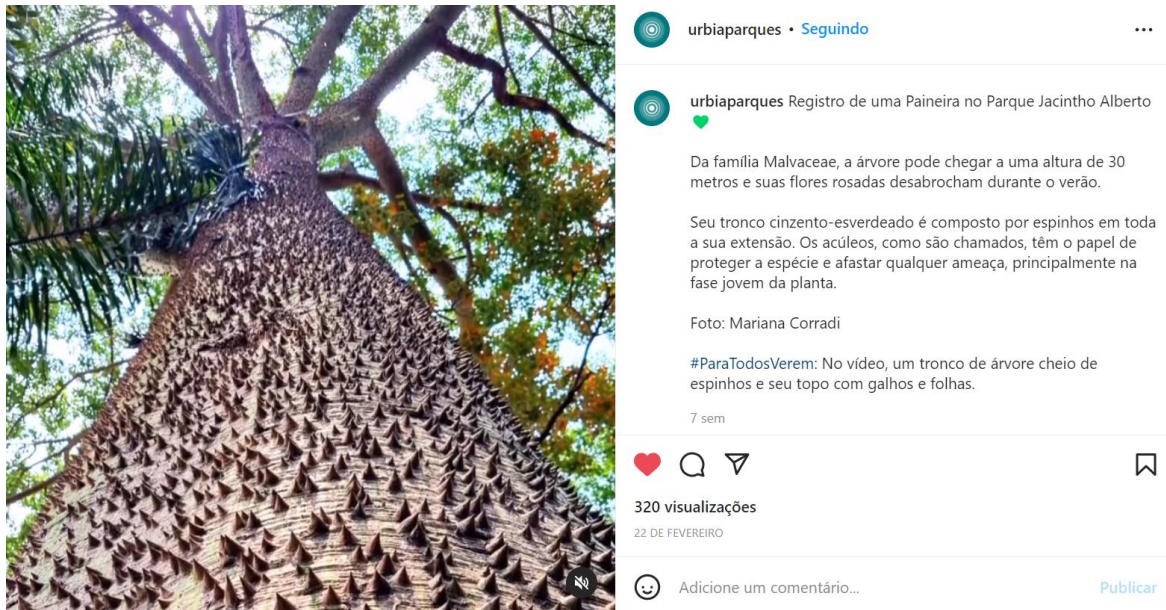 urbiaparques • Seguindo
urbiaparques Registro de uma Paineira no Parque Jacintho Alberto
Da família Malvaceae, a árvore pode chegar a uma altura de 30
metros e suas flores rosadas desabrocham durante o verão.
Seu tronco cinzento-esverdeado é composto por espinhos em toda
a sua extensão. Os acúleos, como são chamados, têm o papel de
proteger a espécie e afastar qualquer ameaça, principalmente na
fase jovem da planta.
Foto: Mariana Corradi
#ParaTodosVerem: No vídeo, um tronco de árvore cheio de
espinhos e seu topo com galhos e folhas.
7 sem
320 visualizações
22 DE FEVEREIRO
Adicione um comentário... Publicar